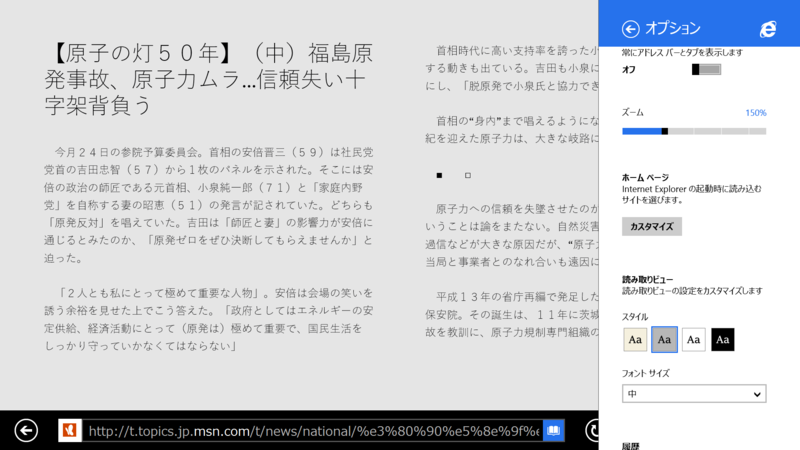 【原子の灯５０年】（中）福島原
発事故、原子力ムラ...信頼失い十
字架背負う
今月２４日の参院予算委員会。首相の安倍晋三（５９）は社民党
党首の吉田忠智（５７）から１枚のパネルを示された。そこには安
倍の政治の師匠である元首相、小泉純一郎（７１）と「家庭内野
党」を自称する妻の昭恵（５１）の発言が記されていた。どちらも
「原発反対」を唱えていた。吉田は「師匠と妻」の影響力が安倍に
通じるとみたのか、「原発ゼロをぜひ決断してもらえませんか」と
迫った。
「２人とも私にとって極めて重要な人物」。安倍は会場の笑いを
誘う余裕を見せた上でこう答えた。「政府としてはエネルギーの安
定供給、経済活動にとって（原発は）極めて重要で、国民生活を
しっかり守っていかなくてはならない」
首相時代に高い支持率を誇った小
する動きも出ている。吉田も小泉に
にし、「脱原発で小泉氏と協力でき
首相の“身内”まで唱えるようにな
紀を迎えた原子力は、大きな岐路に
■　□
原子力への信頼を失墜させたのか
いうことは論をまたない。自然災害
過信などが大きな原因だが、“原子力
当局と事業者とのなれ合いも遠因に
平成１３年の省庁再編で発足した
保安院。その誕生は、１１年に茨城
故を教訓に、原子力規制専門組織の
オプション
常にアドレス バーとタブを表示します
オフ
ズーム 150%
ホーム ページ
Internet Explorer の起動時に読み込む
サイトを選びます。
カスタマイズ
読み取りビュー
読み取りビューの設定をカスタマイズします
スタイル
Aa Aa Aa Aa
フォント サイズ
中
履歴
http://t.topics.jp.msn.com/t/news/national/%e3%80%90%e5%8e%9f%e